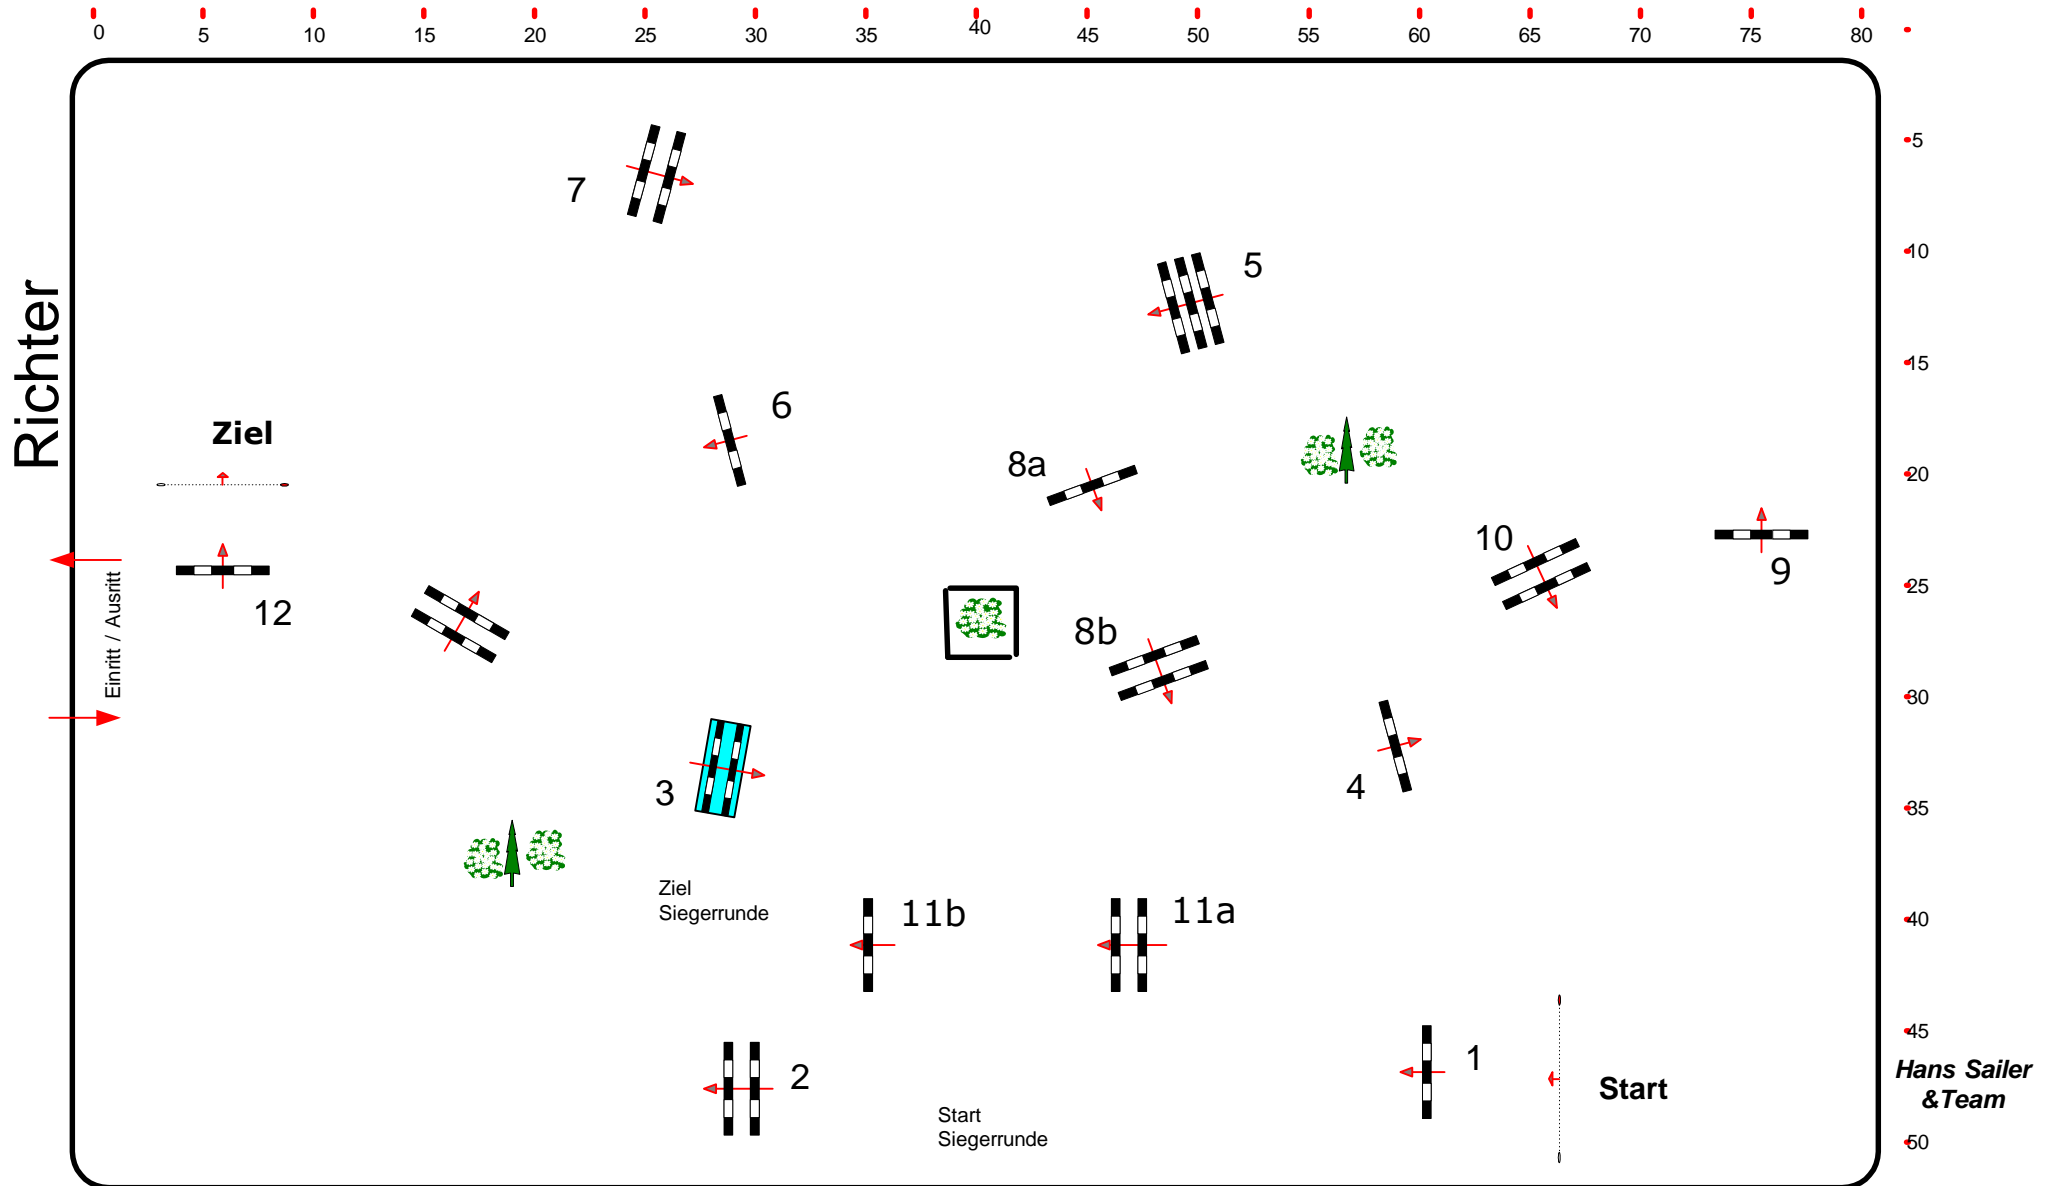 0 5 10 15 20 25 30 35 40 45 50 55 60 65 70 75 80
5
7
10
5
Richter
15
6
Ziel
8a
20
10
9
25
12
Einritt / Ausritt
8b
30
3
4
35
Ziel
Siegerrunde
11b
11a
40
45
1
2
Start
Hans Sailer
&Team
Start
Siegerrunde
50